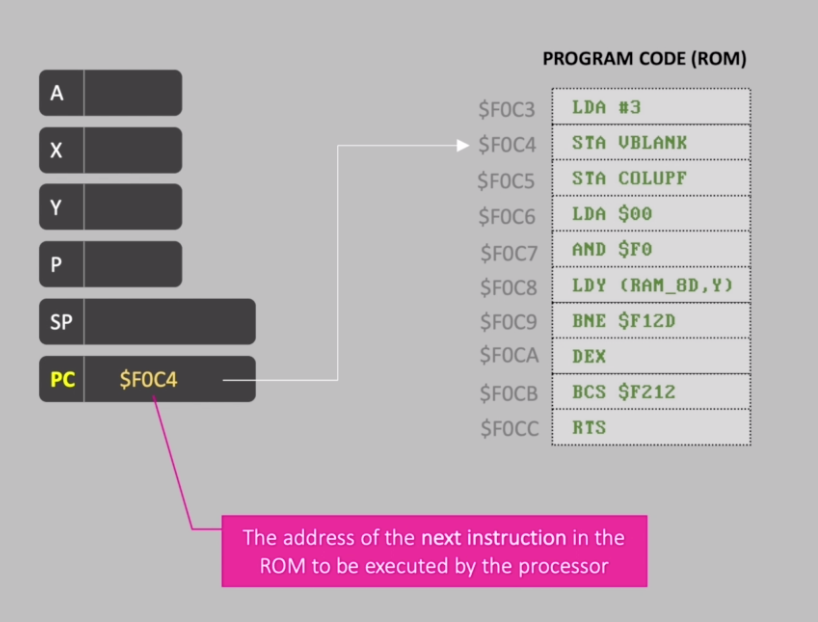 PROGRAM CODE (ROM)
A
X
Y
P
SP
PC $F0C4
$F0C3 LDA #3
$F0C4 STA VBLANK
$F0C5 STA COLUPF
$F0C6 LDA $00
$F0C7 AND $F0
$F0C8 LDY (RAM_8D,Y)
$F0C9 BNE $F12D
$F0CA DEX
$F0CB BCS $F212
$F0CC RTS
The address of the next instruction in the
ROM to be executed by the processor